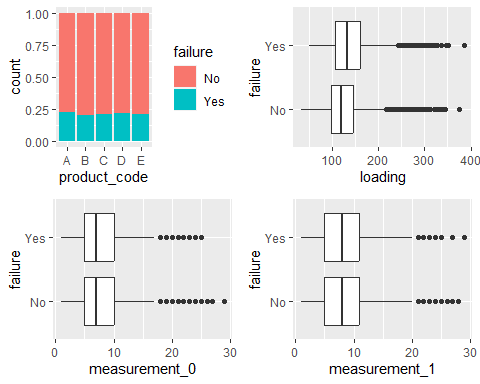 1.00
0.75
0.50
0.25
0.00
count
A B C D E
product_code
failure
No
Yes
Yes
No
failure
100 200 300 400
loading
Yes
No
failure
0 10 20 30
measurement_0
Yes
No
failure
0 10 20 30
measurement_1